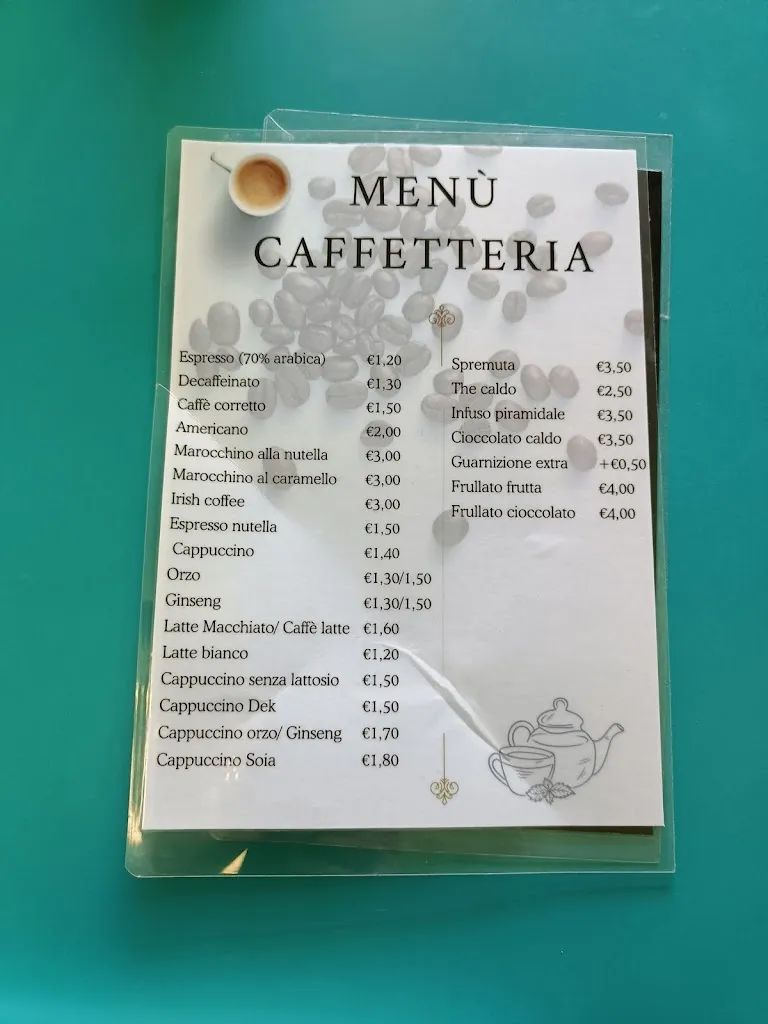 MENÙ
CAFFETTERIA
Espresso (70% arabica) €1,20
Decaffeinato €1,30
Caffè corretto €1,50
Americano €2,00
Marocchino alla nutella €3,00
Marocchino al caramello €3,00
Irish coffee €3,00
Espresso nutella €1,50
Cappuccino €1,40
Orzo €1,30/1,50
Ginseng €1,30/1,50
Latte Macchiato/ Caffè latte €1,60
Latte bianco €1,20
Cappuccino senza lattosio €1,50
Cappuccino Dek €1,50
Cappuccino orzo/ Ginseng €1,70
Cappuccino Soia €1,80
Spremuta €3,50
The caldo €2,50
Infuso piramidale €3,50
Cioccolato caldo €3,50
Guarnizione extra +€0,50
Frullato frutta €4,00
Frullato cioccolato €4,00